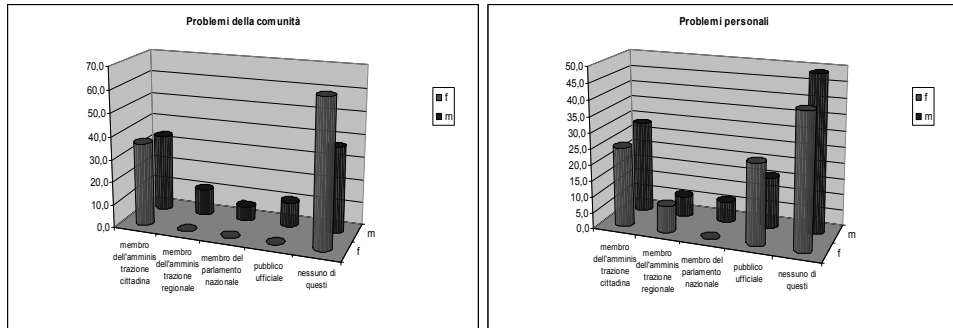 Problemi della comunità
70,0
60,0
50,0
40,0
30,0
20,0
10,0
0,0
membro
dell'amminis
trazione
cittadina
membro
dell'amminis
trazione
regionale
membro del
parlamento
nazionale
pubblico
ufficiale
nessuno di
questi
f
m
f
m
Problemi personali
50,0
45,0
40,0
35,0
30,0
25,0
20,0
15,0
10,0
5,0
0,0
membro
dell'amminis
trazione
cittadina
membro
dell'amminis
trazione
regionale
membro del
parlamento
nazionale
pubblico
ufficiale
nessuno di
questi
f
m
f
m